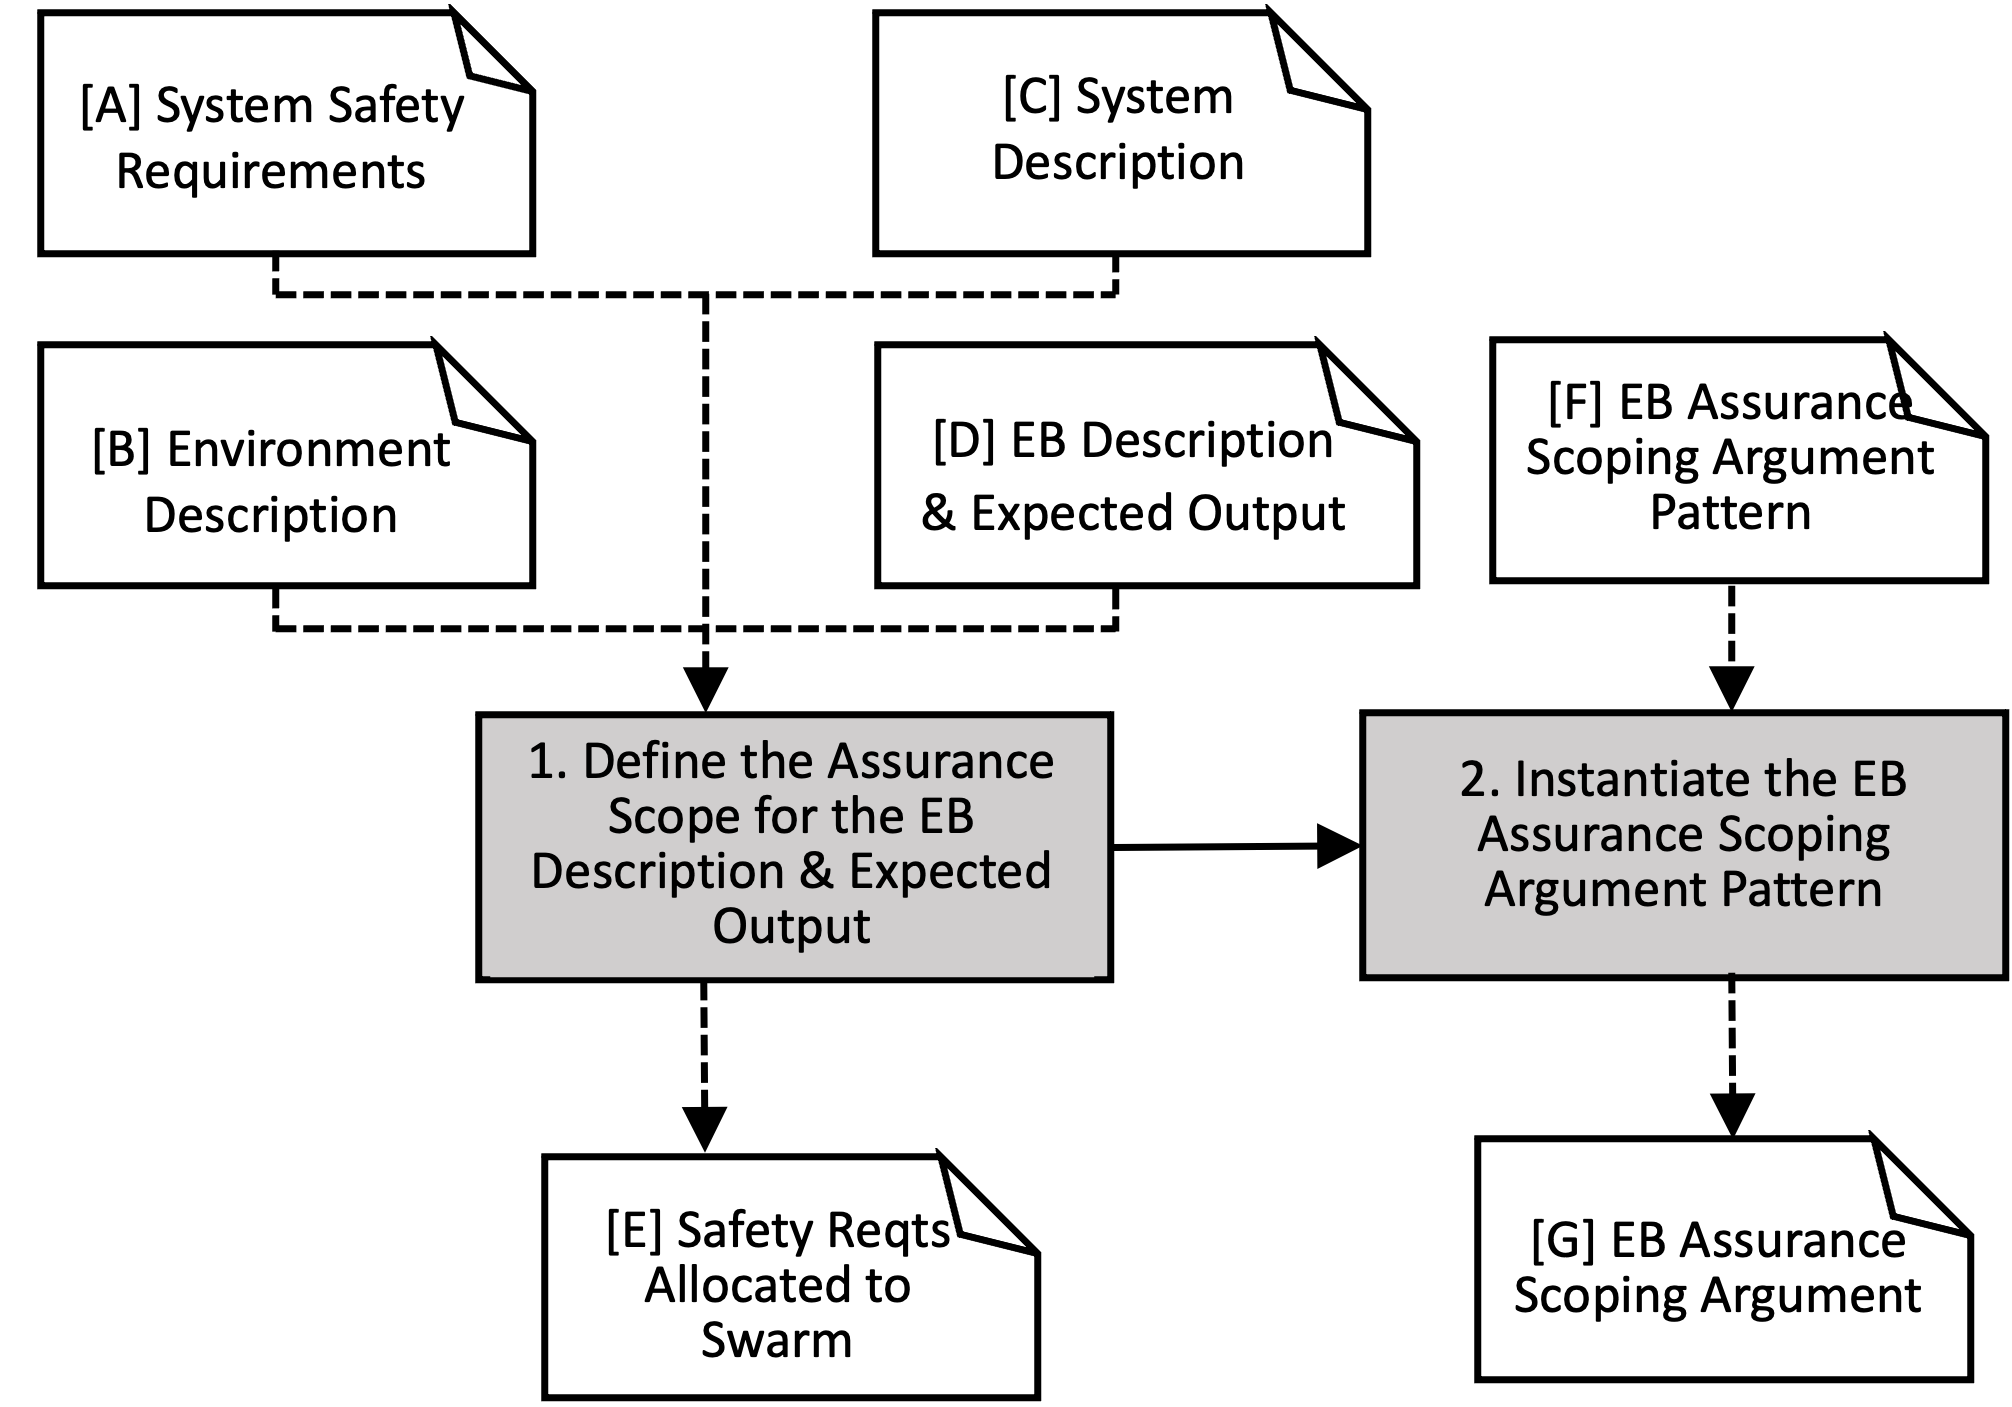 [A] System Safety
Requirements
[C] System
Description
[B] Environment
Description
[D] EB Description
& Expected Output
[F] EB Assurance
Scoping Argument
Pattern
1. Define the Assurance
Scope for the EB
Description & Expected
Output
2. Instantiate the EB
Assurance Scoping
Argument Pattern
[E] Safety Reqts
Allocated to
Swarm
[G] EB Assurance
Scoping Argument